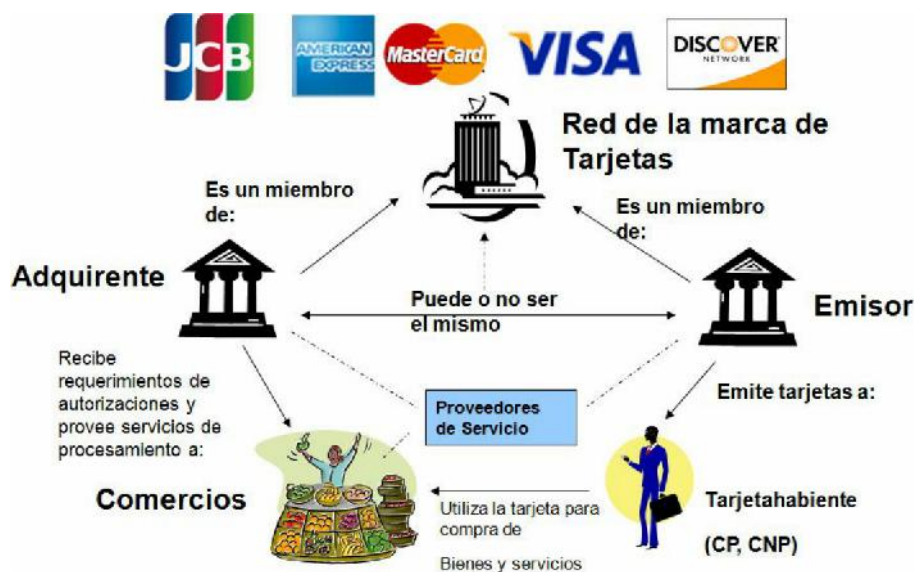 JCB
AMERICAN
EXPRESS
MasterCard
VISA
DISCOVER
NETWORK
Red de la marca de
Tarjetas
Es un miembro
de:
Es un miembro
de:
Adquirente
Puede o no ser
el mismo
Emisor
Recibe
requerimientos de
autorizaciones y
provee servicios de
procesamiento a:
Proveedores
de Servicio
Emite tarjetas a:
Comercios
Utiliza la tarjeta para
compra de
Bienes y servicios
Tarjetahabiente
(CP, CNP)